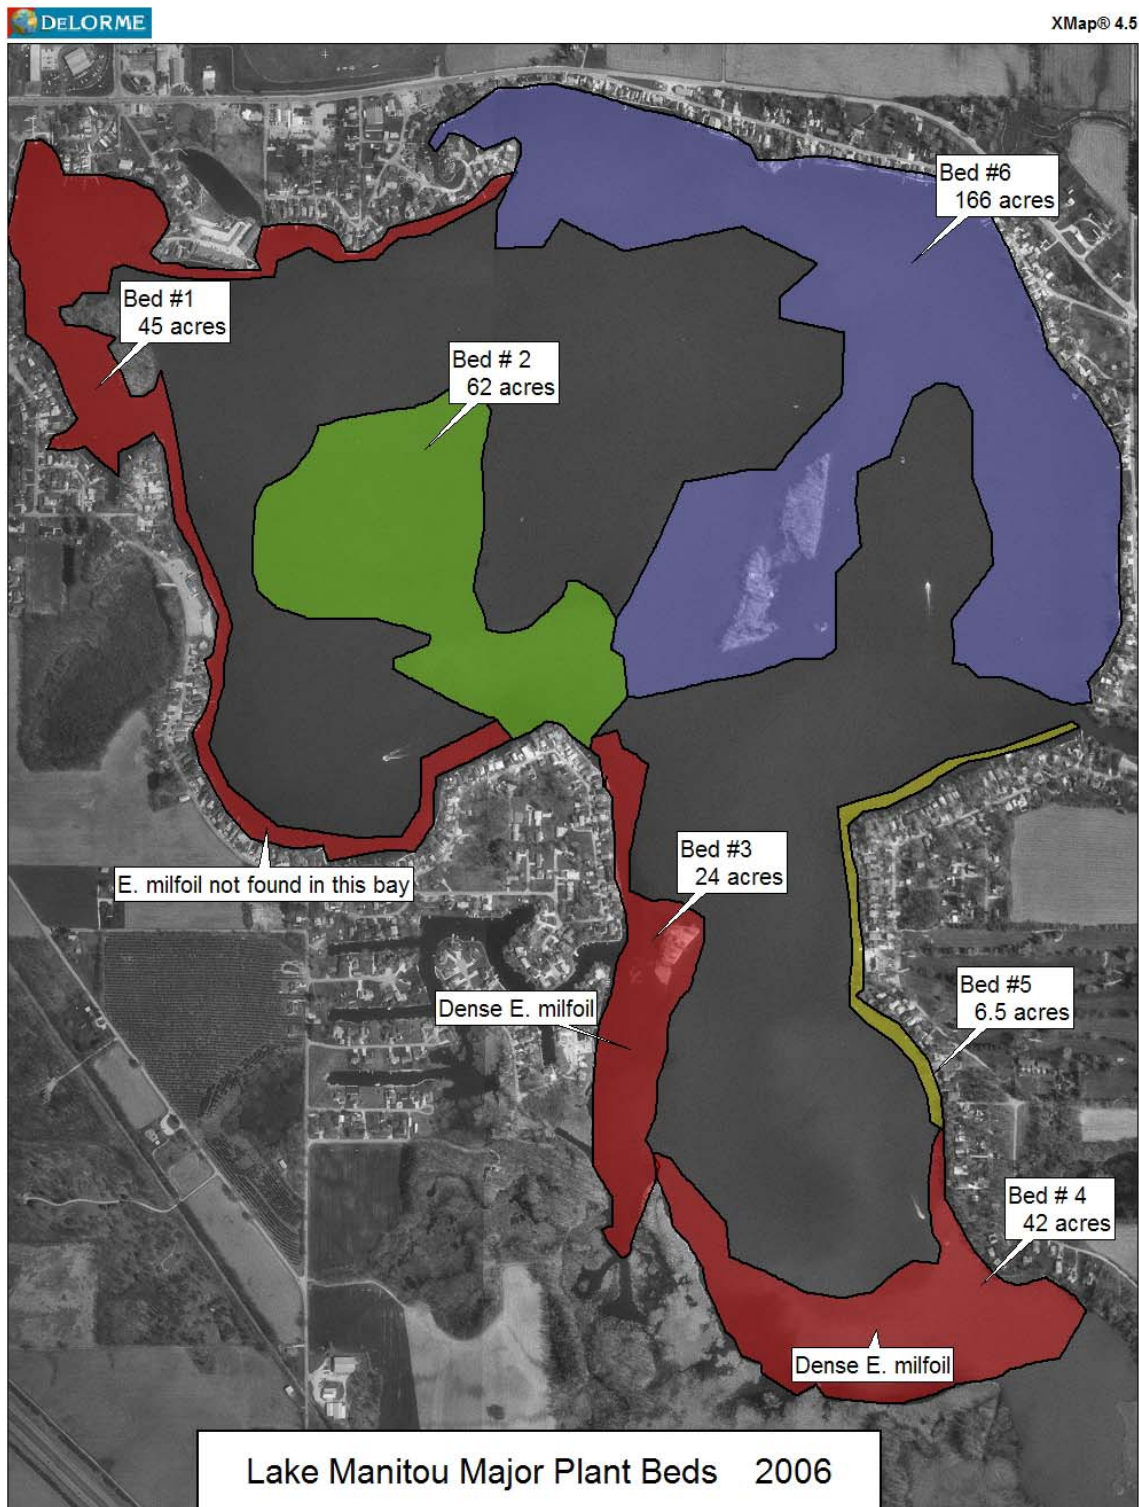 DELORME
XMap® 4.5
Bed #6
166 acres
Bed #1
45 acres
Bed # 2
62 acres
Bed #3
24 acres
E. milfoil not found in this bay
Bed #5
6.5 acres
Dense E. milfoil
Bed # 4
42 acres
Dense E. milfoil
Lake Manitou Major Plant Beds 2006